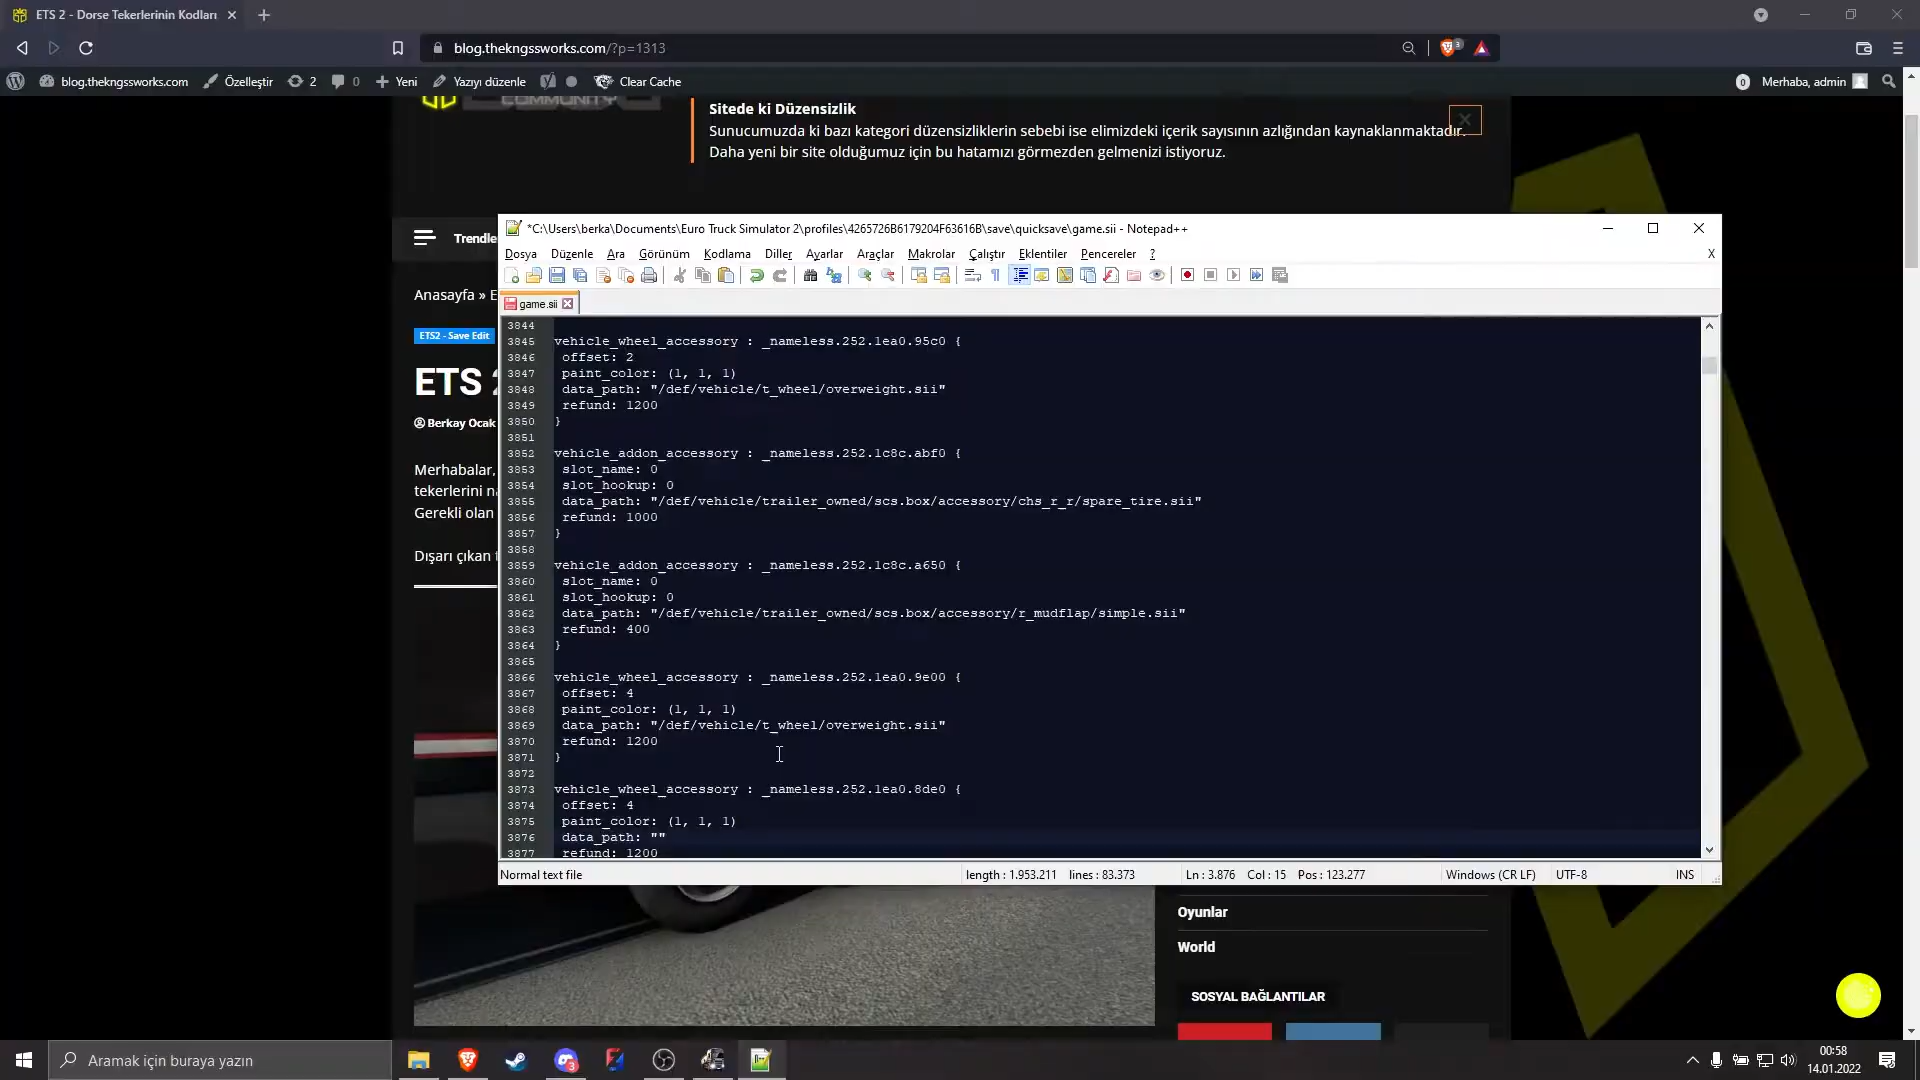 ETS 2 - Dorse Tekerlerinin Kodları
blog.thekngssworks.com/?p=1313
3
blog.thekngssworks.com
Özelleştir
2
0
Yeni
Yazıyı düzenle
Clear Cache
0
Merhaba, admin
COMMUNITY
Sitede ki Düzensizlik
Sunucumuzda ki bazı kategori düzensizliklerin sebebi ise elimizdeki içerik sayısının azlığından kaynaklanmaktadır.
Daha yeni bir site olduğumuz için bu hatamızı görmezden gelmenizi istiyoruz.
Trendle
Anasayfa » E
ETS2 - Save Edit
ETS 2
Berkay Ocak
Merhabalar,
tekerlerini na
Gerekli olan
Dışarı çıkan t
*C:\Users\berka\Documents\Euro Truck Simulator 2\profiles\4265726B6179204F63616B\save\quicksave\game.sii - Notepad++
Dosya Düzenle Ara Görünüm Kodlama Diller Ayarlar Araçlar Makrolar Çalıştır Eklentiler Pencereler ? X
game.sii
3844
3845 vehicle_wheel_accessory : _nameless.252.1ea0.95c0 {
3846 offset: 2
3847 paint_color: (1, 1, 1)
3848 data_path: "/def/vehicle/t_wheel/overweight.sii"
3849 refund: 1200
3850 }
3851
3852 vehicle_addon_accessory : _nameless.252.1c8c.abf0 {
3853 slot_name: 0
3854 slot_hookup: 0
3855 data_path: "/def/vehicle/trailer_owned/scs.box/accessory/chs_r_r/spare_tire.sii"
3856 refund: 1000
3857 }
3858
3859 vehicle_addon_accessory : _nameless.252.1c8c.a650 {
3860 slot_name: 0
3861 slot_hookup: 0
3862 data_path: "/def/vehicle/trailer_owned/scs.box/accessory/r_mudflap/simple.sii"
3863 refund: 400
3864 }
3865
3866 vehicle_wheel_accessory : _nameless.252.1ea0.9e00 {
3867 offset: 4
3868 paint_color: (1, 1, 1)
3869 data_path: "/def/vehicle/t_wheel/overweight.sii"
3870 refund: 1200
3871 }
3872
3873 vehicle_wheel_accessory : _nameless.252.1ea0.8de0 {
3874 offset: 4
3875 paint_color: (1, 1, 1)
3876 data_path: ""
3877 refund: 1200
Normal text file
length : 1.953.211 lines : 83.373
Ln : 3.876 Col : 15 Pos : 123.277
Windows (CR LF)
UTF-8
INS
Oyunlar
World
SOSYAL BAĞLANTILAR
Aramak için buraya yazın
3
00:58
14.01.2022